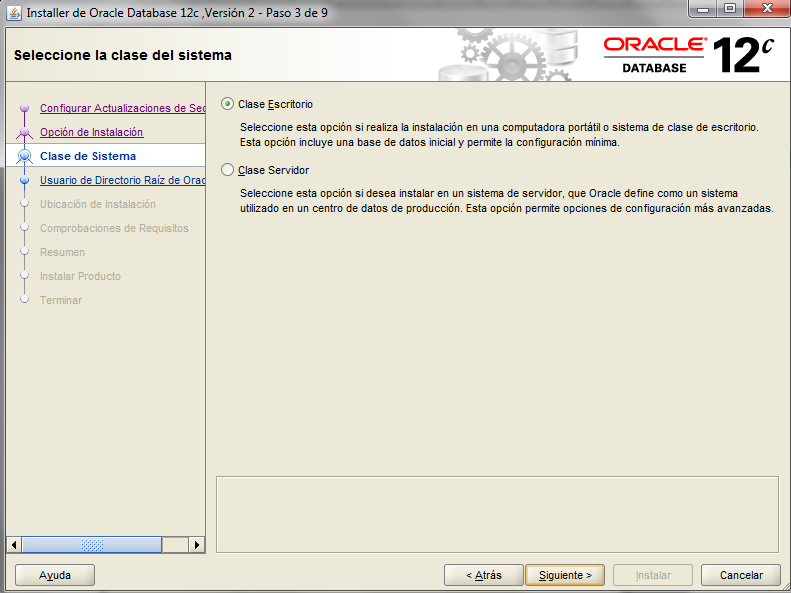 Installer de Oracle Database 12c ,Versión 2 - Paso 3 de 9
Seleccione la clase del sistema
ORACLE®
DATABASE
12c
Configurar Actualizaciones de Sec
Opción de Instalación
Clase de Sistema
Usuario de Directorio Raíz de Orac
Ubicación de Instalación
Comprobaciones de Requisitos
Resumen
Instalar Producto
Terminar
Clase Escritorio
Seleccione esta opción si realiza la instalación en una computadora portátil o sistema de clase de escritorio.
Esta opción incluye una base de datos inicial y permite la configuración mínima.
Clase Servidor
Seleccione esta opción si desea instalar en un sistema de servidor, que Oracle define como un sistema
utilizado en un centro de datos de producción. Esta opción permite opciones de configuración más avanzadas.
Ayuda
< Atrás
Siguiente >
Instalar
Cancelar